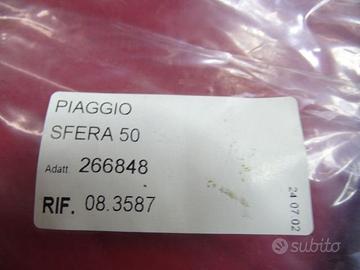 PIAGGIO
SFERA 50
Adatt 266848
RIF. 08.3587
24 07 02
subito